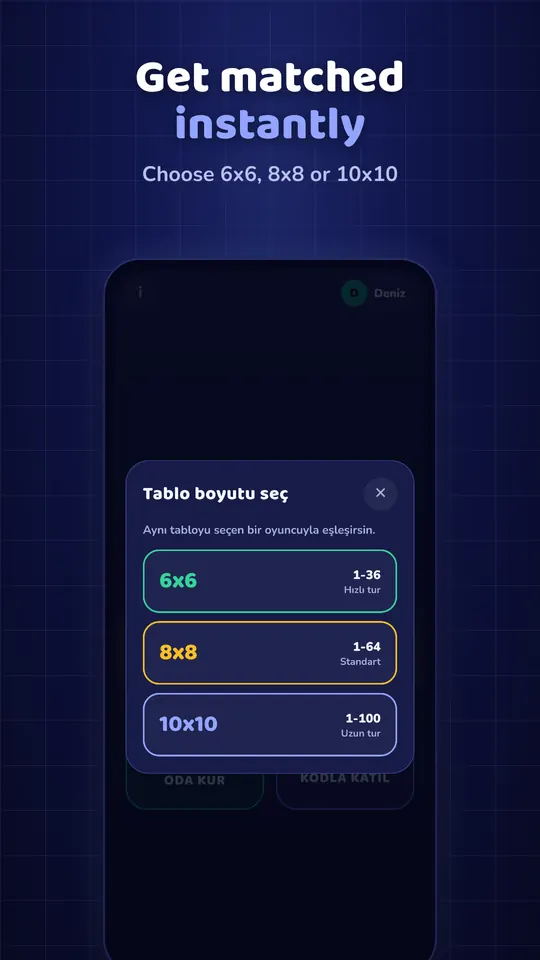 Get matched
instantly
Choose 6x6, 8x8 or 10x10
i
D Deniz
Tablo boyutu seç
Aynı tabloyu seçen bir oyuncuyla eşleşirsin.
6x6
1-36
Hızlı tur
8x8
1-64
Standart
10x10
1-100
Uzun tur
ODA KUR
KODLA KATIL